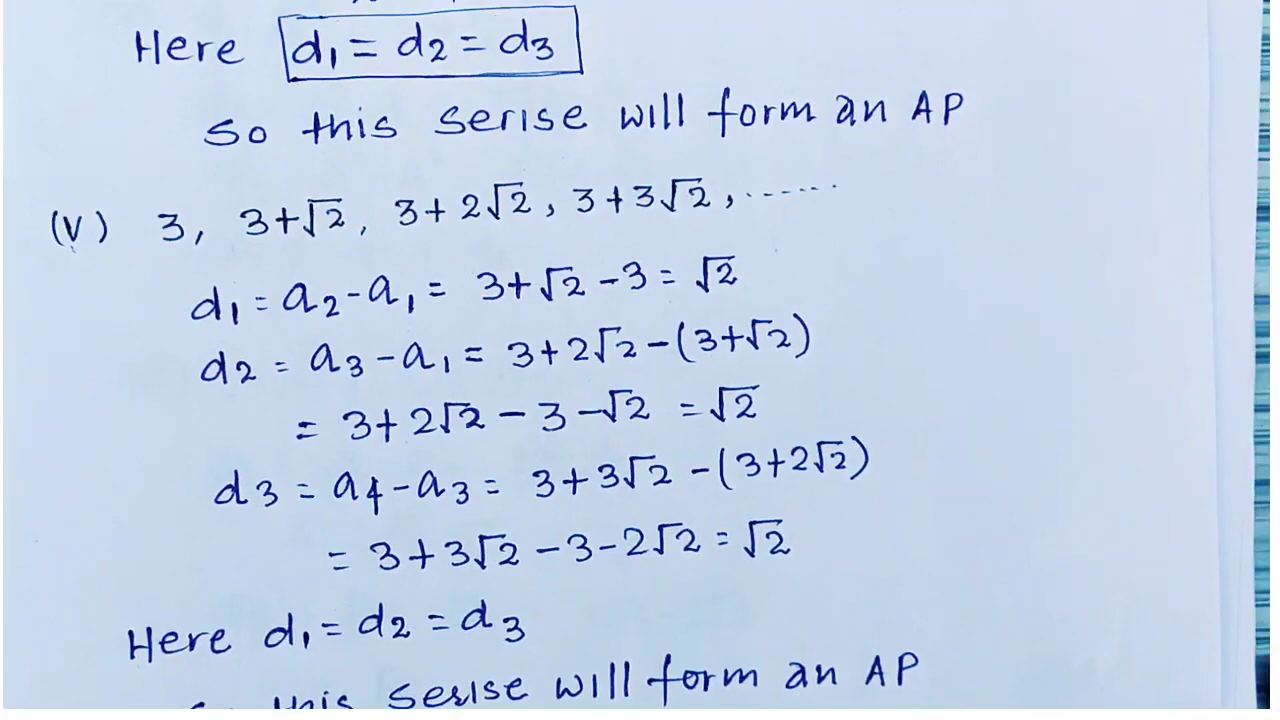 Here d₁ = d₂ = d₃
So this serise will form an AP
(V) 3, 3+√2, 3+2√2, 3+3√2, ......
d₁ = a₂-a₁ = 3+√2-3 = √2
d₂ = a₃-a₁ = 3+2√2-(3+√2)
= 3+2√2-3-√2 = √2
d₃ = a₄-a₃ = 3+3√2-(3+2√2)
= 3+3√2-3-2√2 = √2
Here d₁ = d₂ = d₃
So this serise will form an AP